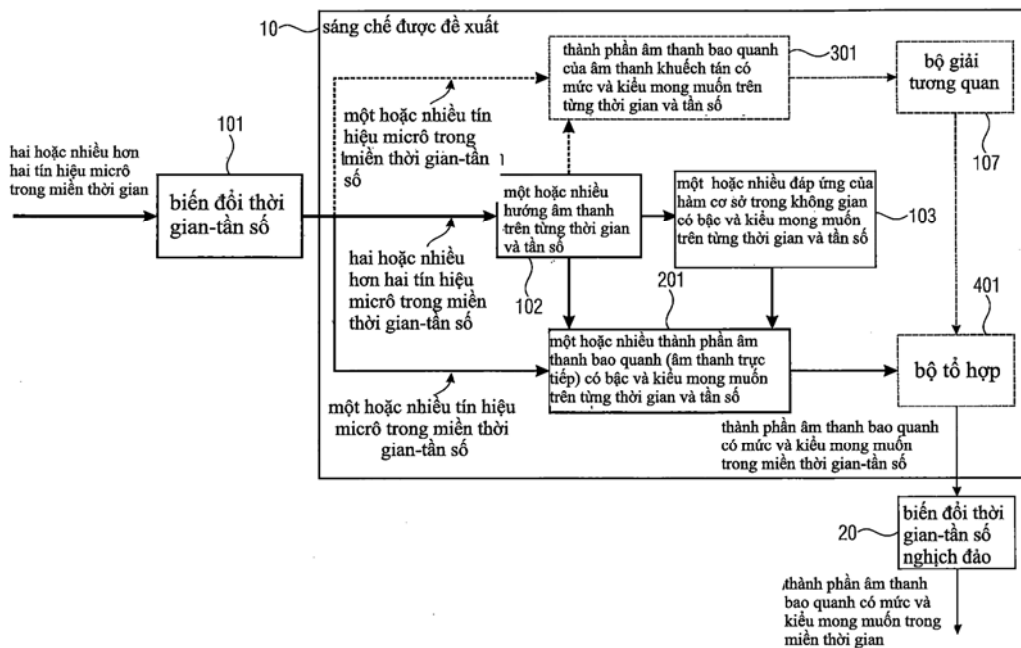 10
sáng chế được đề xuất
thành phần âm thanh bao quanh
của âm thanh khuếch tán có
mức và kiểu mong muốn trên
từng thời gian và tần số
301
bộ giải
tương quan
107
một hoặc nhiều tín
hiệu micrô trong
miền thời gian-tần
số
101
hai hoặc nhiều hơn
hai tín hiệu micrô
trong miền thời gian
biến đổi thời
gian-tần số
một hoặc nhiều
hướng âm thanh
trên từng thời gian
và tần số
102
một hoặc nhiều đáp ứng của
hàm cơ sở trong không gian
có bậc và kiểu mong muốn
trên từng thời gian và tần số
103
hai hoặc nhiều
hơn hai tín hiệu
micrô trong miền
thời gian-tần số
201
một hoặc nhiều thành phần âm
thanh bao quanh (âm thanh trực
tiếp) có bậc và kiểu mong muốn
trên từng thời gian và tần số
401
bộ tổ hợp
một hoặc nhiều tín hiệu
micrô trong miền thời
gian-tần số
thành phần âm thanh bao quanh
có mức và kiểu mong muốn
trong miền thời gian-tần số
20
biến đổi thời
gian-tần số
nghịch đảo
thành phần âm thanh
bao quanh có mức và
kiểu mong muốn trong
miền thời gian